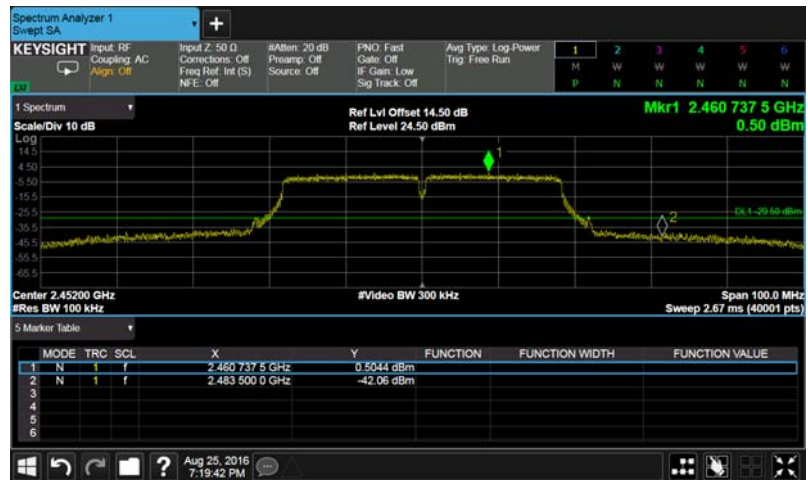 Spectrum Analyzer 1
Swept SA
+
KEYSIGHT
Input: RF
Coupling: AC
Align: Off
Input Z: 50 Ω
Corrections: Off
Freq Ref: Int (S)
NFE: Off
#Atten: 20 dB
Preamp: Off
Source: Off
PNO: Fast
Gate: Off
IF Gain: Low
Sig Track: Off
Avg Type: Log-Power
Trig: Free Run
1 2 3 4 5 6
M W W W W W
P N N N N N
LXI
1 Spectrum
Scale/Div 10 dB
Ref Lvl Offset 14.50 dB
Ref Level 24.50 dBm
Mkr1 2.460 737 5 GHz
0.50 dBm
Log
14.5
4.50
-5.50
-15.5
-25.5
-35.5
-45.5
-55.5
-65.5
1
2
DL1 -29.50 dBm
Center 2.45200 GHz
#Video BW 300 kHz
Span 100.0 MHz
#Res BW 100 kHz
Sweep 2.67 ms (40001 pts)
5 Marker Table
MODE TRC SCL X Y FUNCTION FUNCTION WIDTH FUNCTION VALUE
1 N 1 f 2.460 737 5 GHz 0.5044 dBm
2 N 1 f 2.483 500 0 GHz -42.06 dBm
3
4
5
6
?
Aug 25, 2016
7:19:42 PM